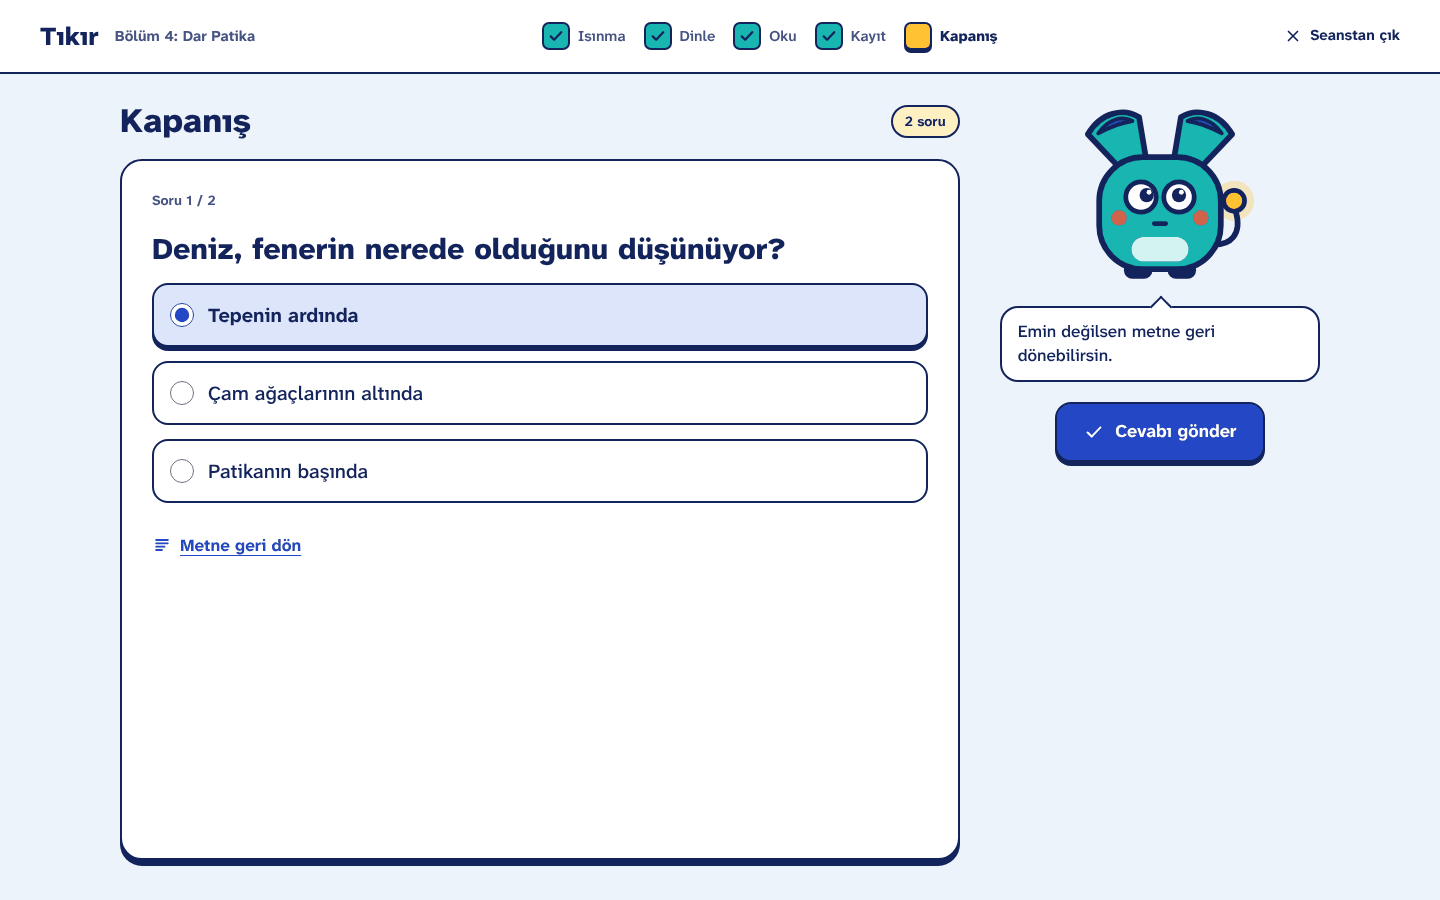 Tıkır
Bölüm 4: Dar Patika
Isınma
Dinle
Oku
Kayıt
Kapanış
Seanstan çık
Kapanış
2 soru
Soru 1 / 2
Deniz, fenerin nerede olduğunu düşünüyor?
Tepenin ardında
Çam ağaçlarının altında
Patikanın başında
Metne geri dön
Emin değilsen metne geri
dönebilirsin.
Cevabı gönder